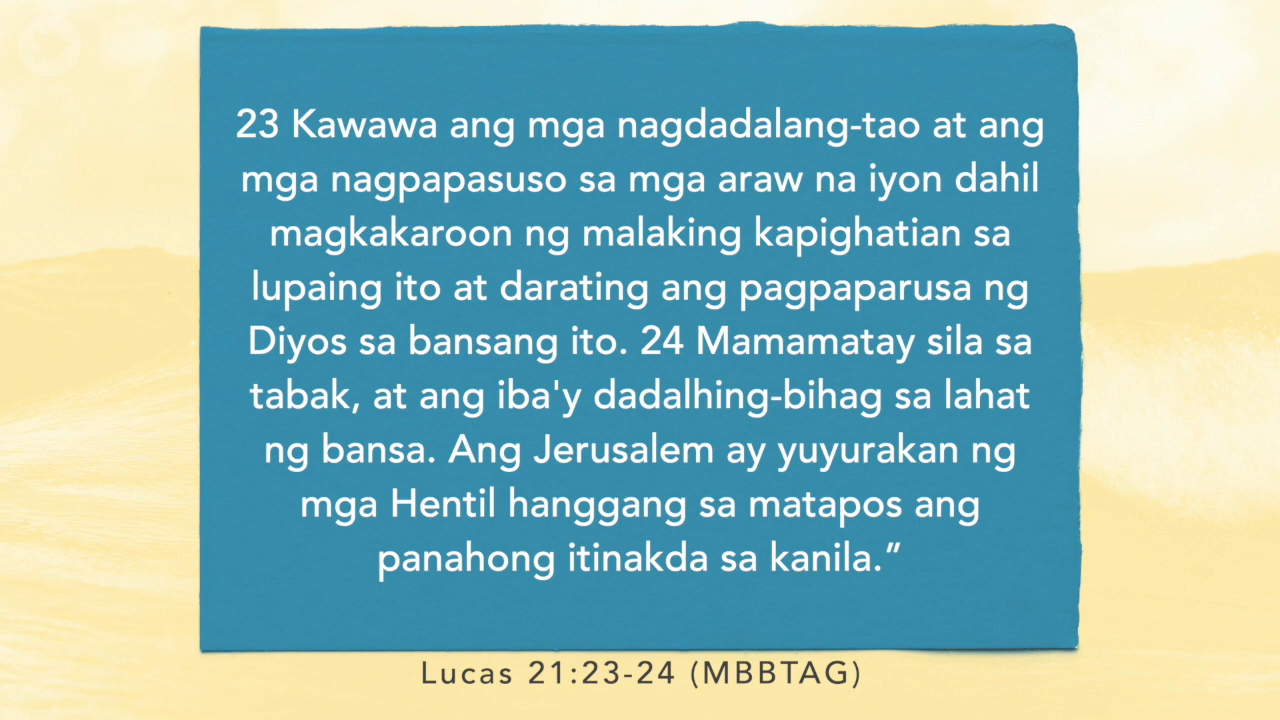 23 Kawawa ang mga nagdadalang-tao at ang
mga nagpapasuso sa mga araw na iyon dahil
magkakaroon ng malaking kapighatian sa
lupaing ito at darating ang pagpaparusa ng
Diyos sa bansang ito. 24 Mamamatay sila sa
tabak, at ang iba'y dadalhing-bihag sa lahat
ng bansa. Ang Jerusalem ay yuyurakan ng
mga Hentil hanggang sa matapos ang
panahong itinakda sa kanila.”
Lucas 21:23-24 (MBBTAG)